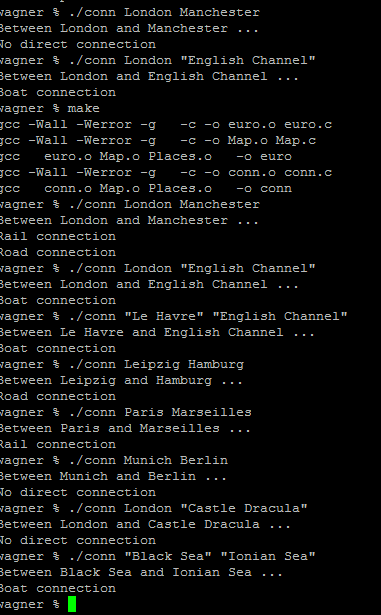 wagner % ./conn London Manchester
Between London and Manchester ...
No direct connection
wagner % ./conn London "English Channel"
Between London and English Channel ...
Boat connection
wagner % make
gcc -Wall -Werror -g   -c -o euro.o euro.c
gcc -Wall -Werror -g   -c -o Map.o Map.c
gcc   euro.o Map.o Places.o   -o euro
gcc -Wall -Werror -g   -c -o conn.o conn.c
gcc   conn.o Map.o Places.o   -o conn
wagner % ./conn London Manchester
Between London and Manchester ...
Rail connection
Road connection
wagner % ./conn London "English Channel"
Between London and English Channel ...
Boat connection
wagner % ./conn "Le Havre" "English Channel"
Between Le Havre and English Channel ...
Boat connection
wagner % ./conn Leipzig Hamburg
Between Leipzig and Hamburg ...
Road connection
wagner % ./conn Paris Marseilles
Between Paris and Marseilles ...
Rail connection
wagner % ./conn Munich Berlin
Between Munich and Berlin ...
No direct connection
wagner % ./conn London "Castle Dracula"
Between London and Castle Dracula ...
No direct connection
wagner % ./conn "Black Sea" "Ionian Sea"
Between Black Sea and Ionian Sea ...
Boat connection
wagner %